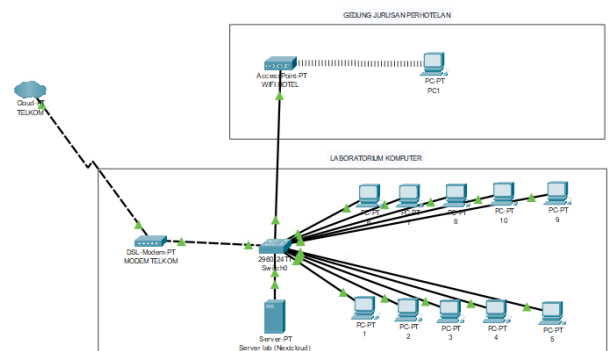 GEDUNG JURUSAN PERHOTELAN
AccessPoint-PT
WIFI HOTEL
PC-PT
PC1
Cloud-PT
TELKOM
LABORATORIUM KOMPUTER
PC-PT
6
PC-PT
7
PC-PT
8
PC-PT
10
PC-PT
9
DSL-Modem-PT
MODEM TELKOM
2960-24TT
Switch0
Server-PT
Server lab (Nextcloud)
PC-PT
1
PC-PT
2
PC-PT
3
PC-PT
4
PC-PT
5